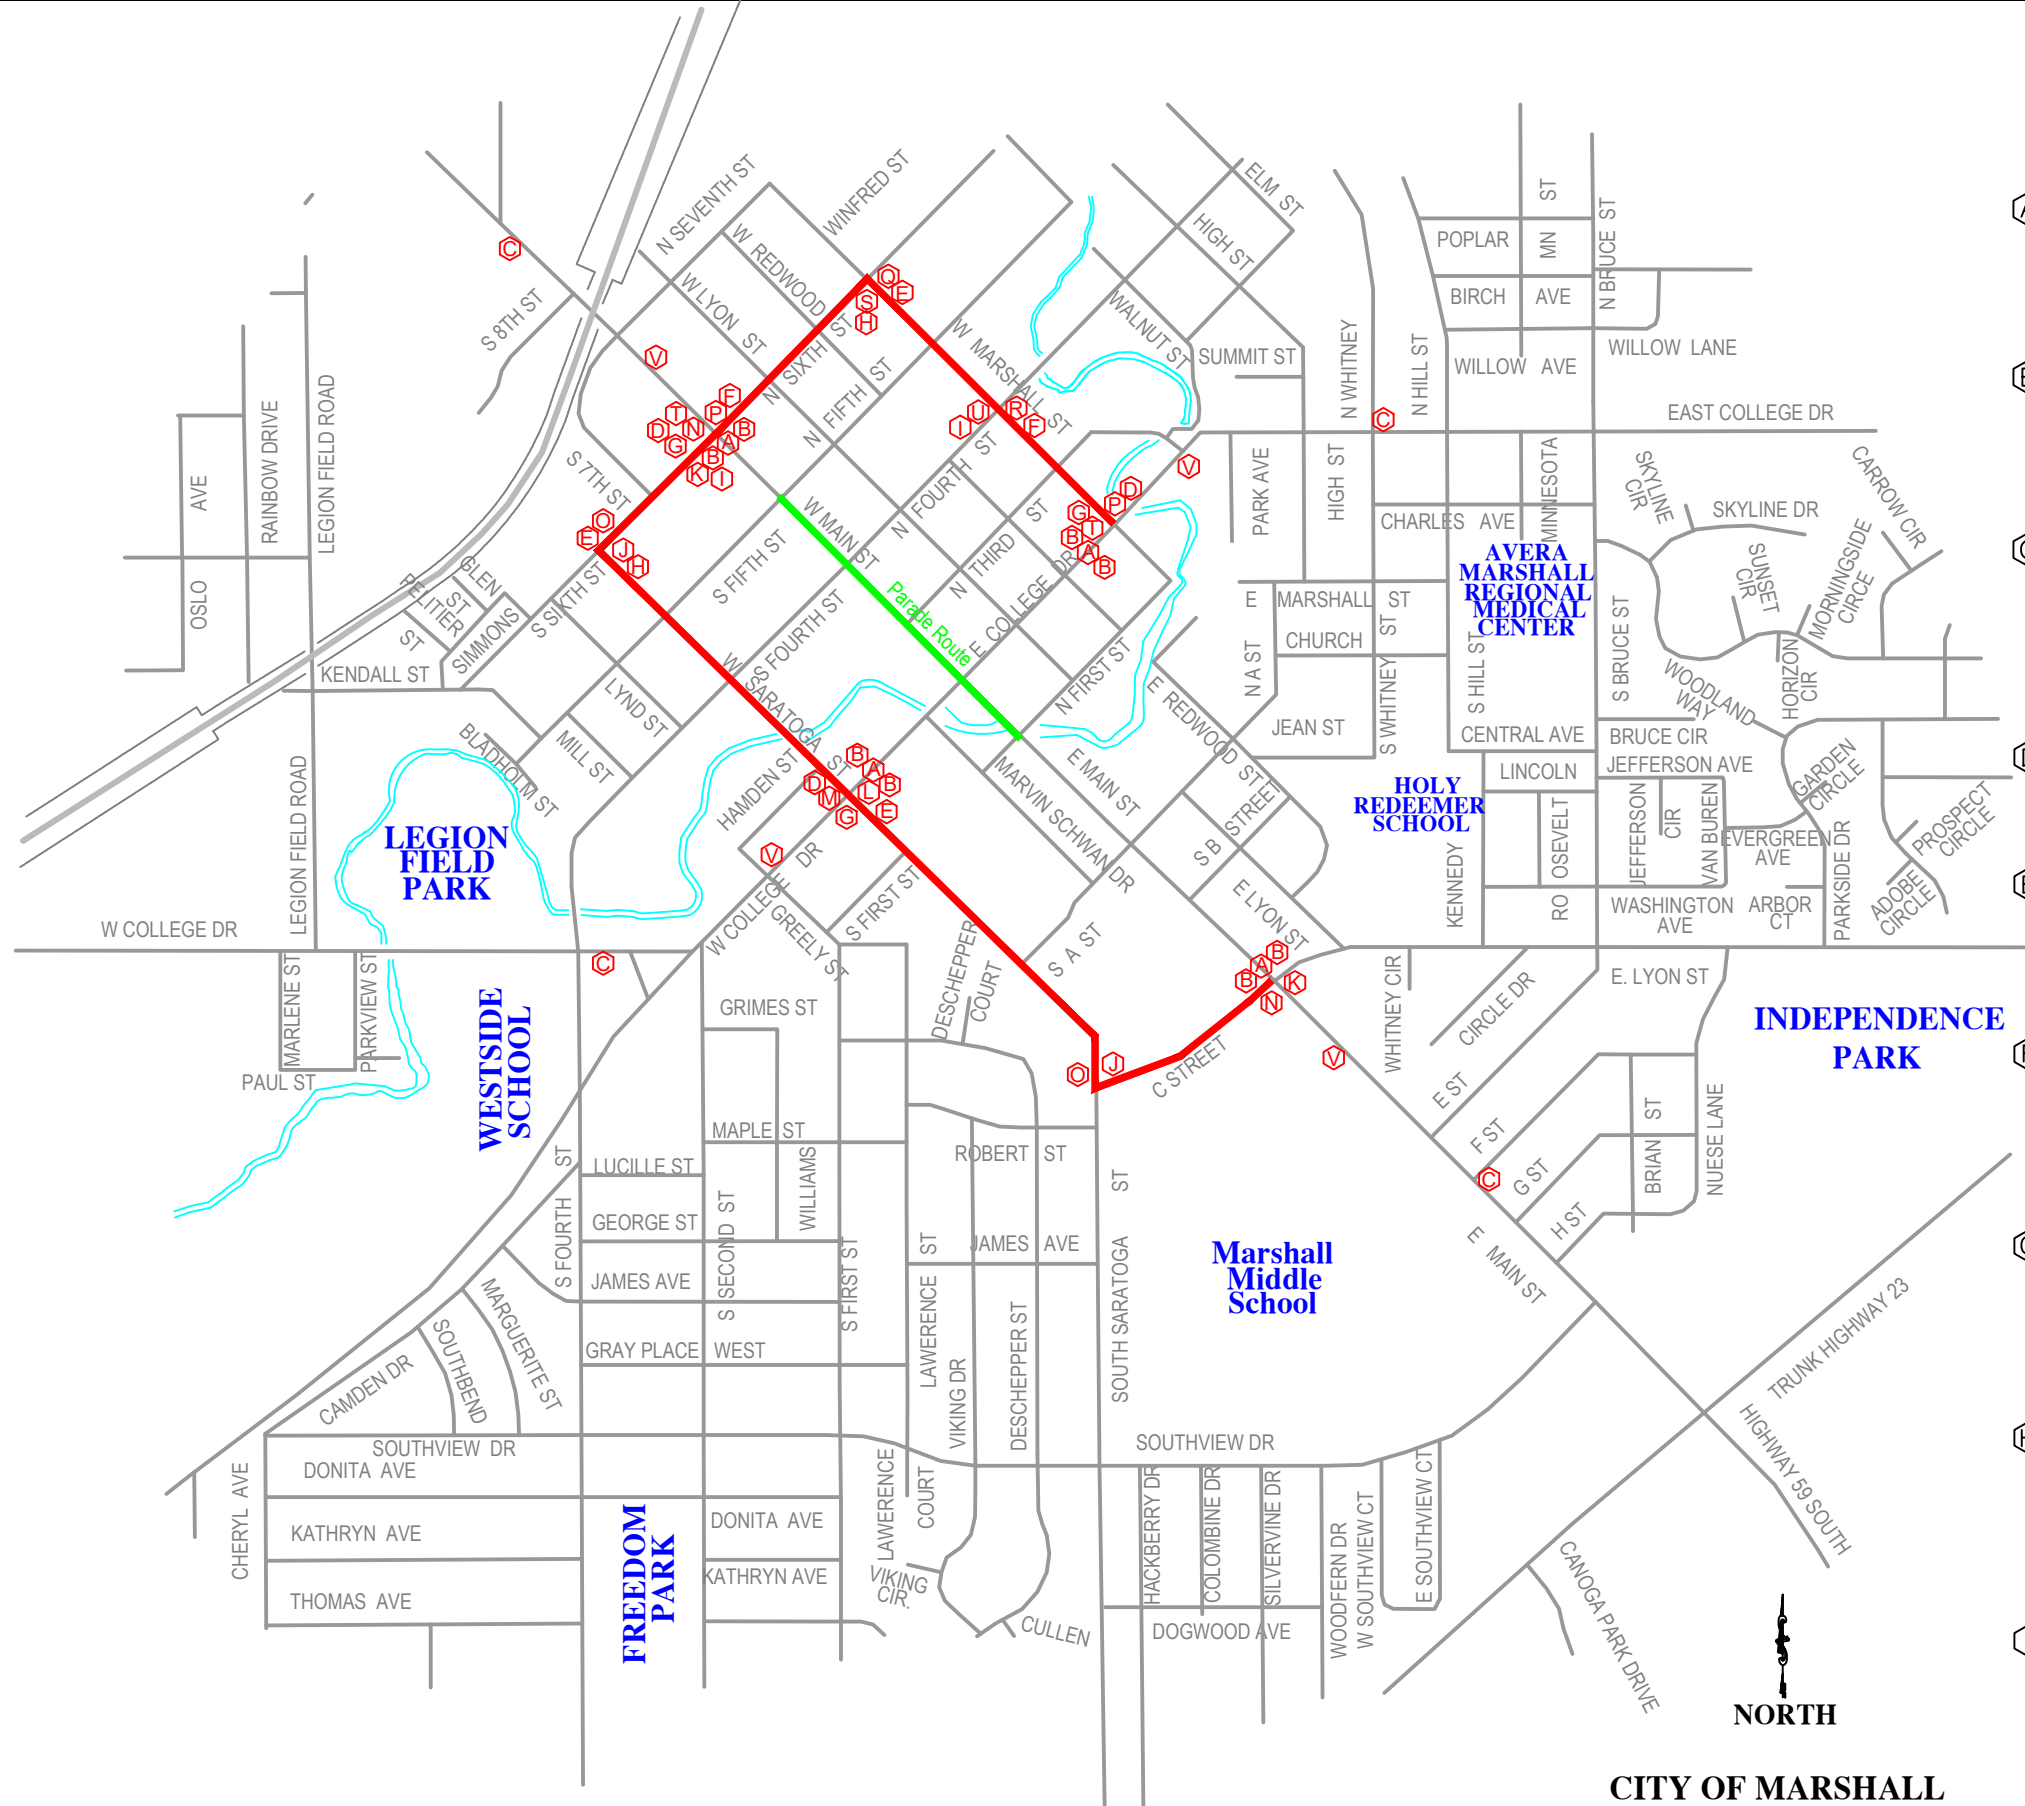 N SEVENTH ST
WINFRED ST
ELM ST
HIGH ST
POPLAR
MN ST
N BRUCE ST
C
S 8TH ST
W LYON ST
W REDWOOD ST
Q
E
S
H
BIRCH AVE
W MARSHALL ST
WALNUT ST
SUMMIT ST
N WHITNEY
N HILL ST
WILLOW AVE
WILLOW LANE
V
N SIXTH
N FIFTH ST
EAST COLLEGE DR
C
F
T
P
D
N
B
A
G
B
K
I
U
R
I
F
RAINBOW DRIVE
LEGION FIELD ROAD
OSLO AVE
S 7TH ST
N FOURTH ST
V
D
P
G
T
B
A
B
PARK AVE
HIGH ST
CHARLES AVE
MINNESOTA
SKYLINE CIR
SKYLINE DR
CARROW CIR
O
E
J
H
W MAIN ST
S FIFTH ST
N THIRD ST
AVERA
MARSHALL
REGIONAL
MEDICAL
CENTER
SUNSET CIR
MORNINGSIDE CIRCE
GLEN ST
PELITIER ST
SIMMONS
S SIXTH ST
Parade Route
E COLLEGE DR
E MARSHALL ST
CHURCH
ST
S BRUCE ST
KENDALL ST
S FOURTH ST
N FIRST ST
N A ST
S WHITNEY
S HILL ST
WOODLAND WAY
HORIZON CIR
W SARATOGA ST
LYND ST
E REDWOOD ST
JEAN ST
CENTRAL AVE
BRUCE CIR
JEFFERSON AVE
BLADHOLM ST
MILL ST
HAMDEN ST
B
A
D
B
M
L
G
E
MARVIN SCHWAN DR
E MAIN ST
S B STREET
LINCOLN
HOLY
REDEEMER
SCHOOL
GARDEN CIRCLE
LEGION FIELD ROAD
LEGION
FIELD
PARK
V
W COLLEGE DR
S FIRST ST
KENNEDY
RO OSEVELT
JEFFERSON CIR
VAN BUREN
EVERGREEN AVE
PARKSIDE DR
PROSPECT CIRCLE
W COLLEGE DR
GREELY ST
E LYON ST
WASHINGTON AVE
ARBOR CT
ADOBE CIRCLE
C
MARLENE ST
PARKVIEW ST
DESCHEPPER COURT
S A ST
B
A
B
K
N
WHITNEY CIR
CIRCLE DR
E. LYON ST
WESTSIDE
SCHOOL
GRIMES ST
INDEPENDENCE
PARK
O
J
C STREET
V
PAUL ST
E ST
MAPLE ST
ROBERT ST
F ST
BRIAN ST
NUESE LANE
LUCILLE ST
WILLIAMS
G ST
C
GEORGE ST
S FOURTH ST
S SECOND ST
S FIRST ST
JAMES AVE
H ST
Marshall
Middle
School
E MAIN ST
JAMES AVE
MARGUERITE ST
SOUTHBEND
CAMDEN DR
LAWERENCE ST
VIKING DR
DESCHEPPER ST
SOUTH SARATOGA ST
TRUNK HIGHWAY 23
GRAY PLACE WEST
HIGHWAY 59 SOUTH
SOUTHVIEW DR
SOUTHVIEW DR
DONITA AVE
CHERYL AVE
KATHRYN AVE
THOMAS AVE
FREEDOM
PARK
DONITA AVE
KATHRYN AVE
LAWERENCE COURT
VIKING CIR.
CULLEN
HACKBERRY DR
COLOMBINE DR
SILVERVINE DR
WOODFERN DR
W SOUTHVIEW CT
E SOUTHVIEW CT
DOGWOOD AVE
CANOGA PARK DRIVE
NORTH
CITY OF MARSHALL